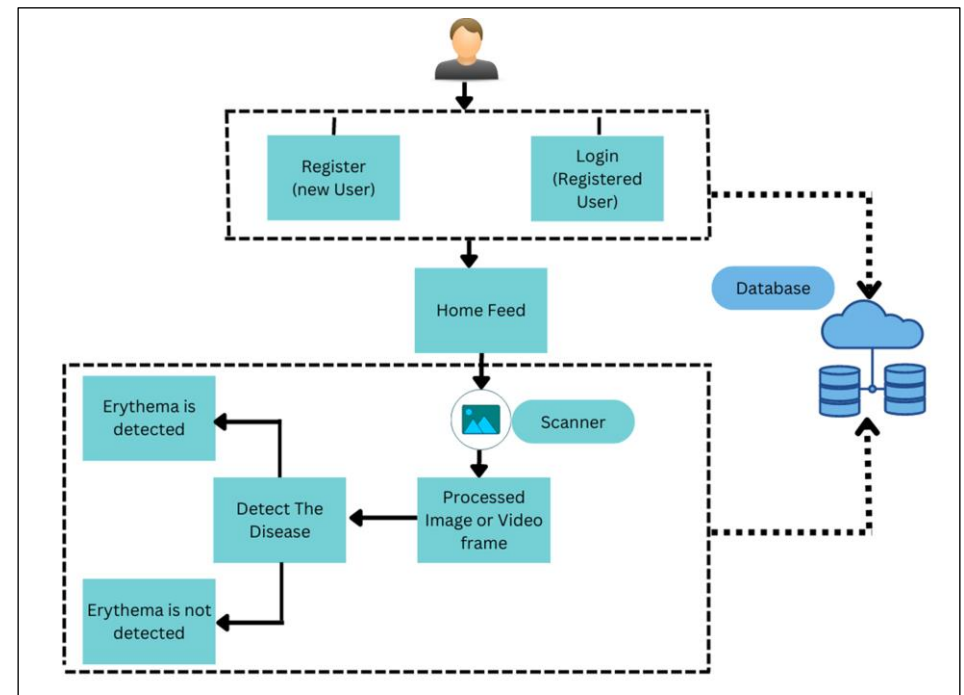 Register
(new User)
Login
(Registered
User)
Home Feed
Database
Erythema is
detected
Scanner
Detect The
Disease
Processed
Image or Video
frame
Erythema is not
detected